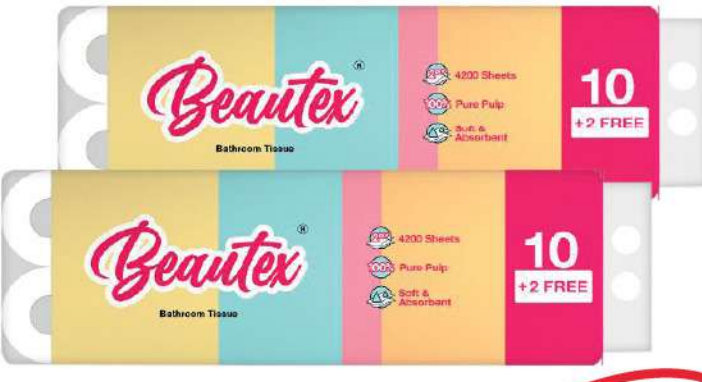 Beautex®
Bathroom Tissue
4200 Sheets
100% Pure Pulp
Soft &
Absorbent
10
+2 FREE
Beautex®
Bathroom Tissue
4200 Sheets
100% Pure Pulp
Soft &
Absorbent
10
+2 FREE